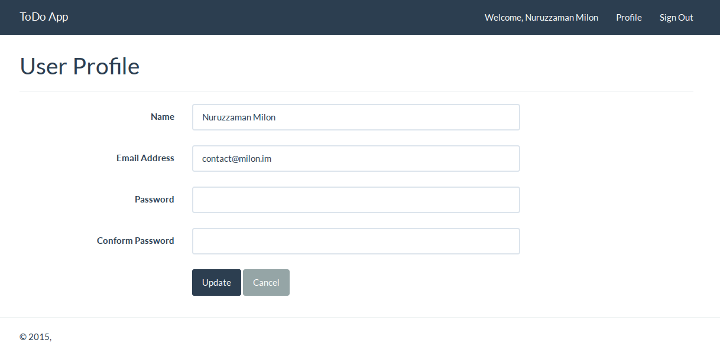 ToDo App Welcome, Nuruzzaman Milon Profile Sign Out
User Profile
Name Nuruzzaman Milon
Email Address contact@milon.im
Password
Conform Password
Update Cancel
© 2015,